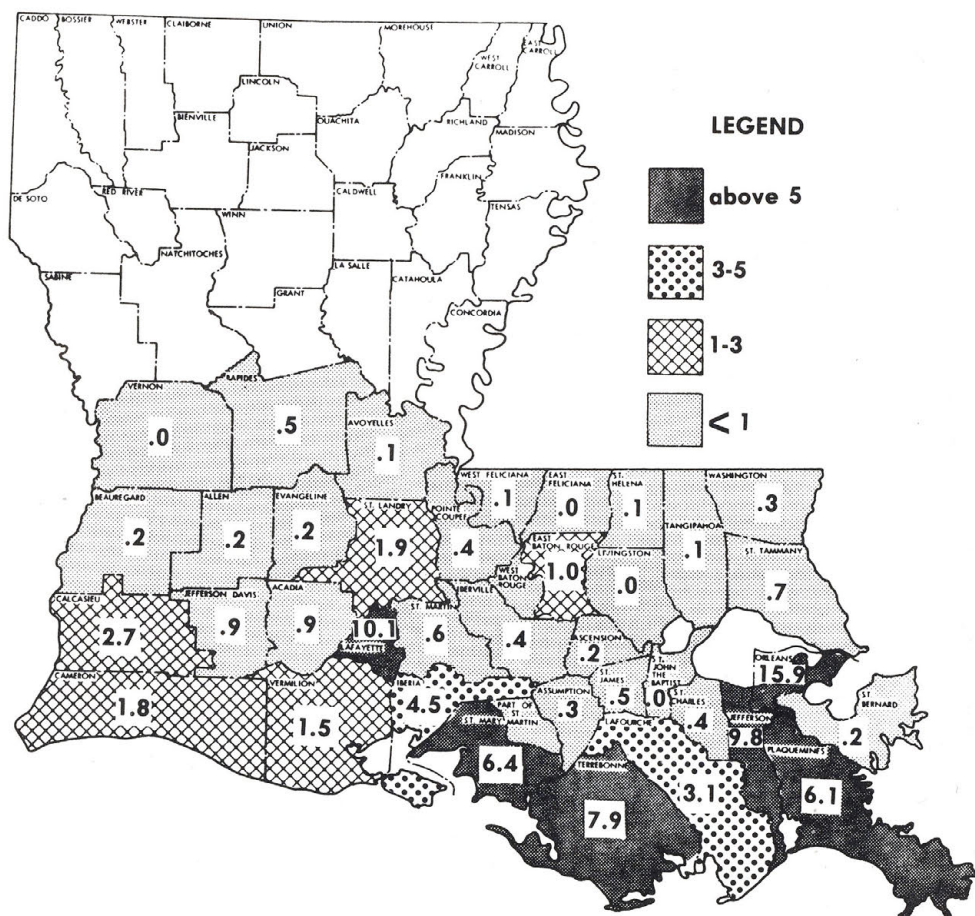 CADDO
BOSSIER
WEBSTER
CLAIBORNE
UNION
MOREHOUSE
WEST
CARROLL
EAST
CARROLL
LINCOLN
BIENVILLE
OUACHITA
RICHLAND
MADISON
JACKSON
DE SOTO
RED RIVER
CALDWELL
FRANKLIN
TENSAS
WINN
NATCHITOCHES
SABINE
LA SALLE
CATAHOULA
GRANT
CONCORDIA
LEGEND
above 5
3-5
1-3
< 1
VERNON
.0
RAPIDES
.5
AVOYELLES
.1
BEAUREGARD
.2
ALLEN
.2
EVANGELINE
.2
ST. LANDRY
1.9
POINTE
COUPEE
.4
WEST FELICIANA
.1
EAST
FELICIANA
.0
ST.
HELENA
.1
TANGIPAHOA
.1
WASHINGTON
.3
EAST
BATON ROUGE
1.0
LIVINGSTON
.0
ST. TAMMANY
.7
WEST
BATON
ROUGE
CALCASIEU
2.7
JEFFERSON DAVIS
.9
ACADIA
.9
10.1
LAFAYETTE
ST. MARTIN
.6
IBERVILLE
.4
ASCENSION
.2
CAMERON
1.8
VERMILION
1.5
IBERIA
4.5
ASSUMPTION
.3
ST.
JAMES
.5
ST.
JOHN
THE
BAPTIST
.0
ST.
CHARLES
.4
ORLEANS
15.9
ST.
BERNARD
.2
ST. MARY
6.4
PART OF
ST.
MARTIN
LAFOURCHE
3.1
JEFFERSON
9.8
PLAQUEMINES
6.1
TERREBONNE
7.9